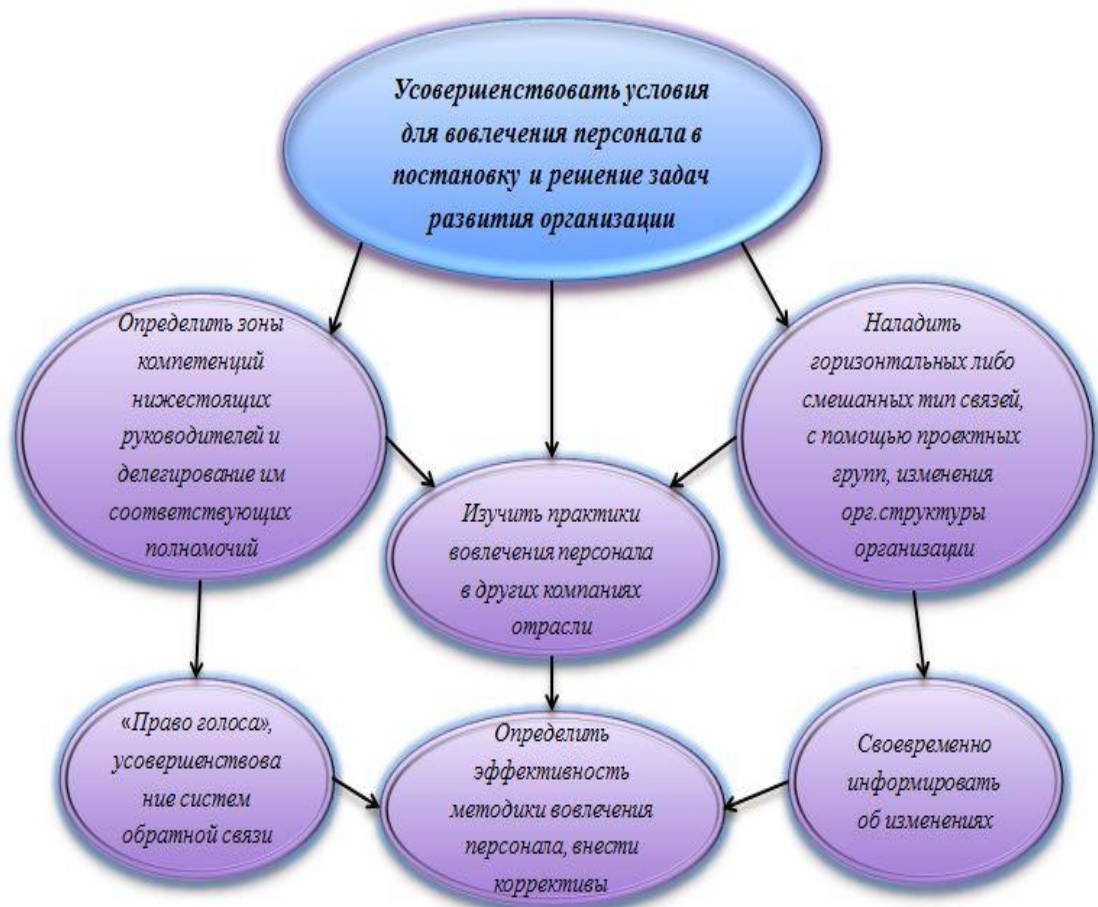 Усовершенствовать условия
для вовлечения персонала в
постановку и решение задач
развития организации
Определить зоны
компетенций
нижестоящих
руководителей и
делегирование им
соответствующих
полномочий
Изучить практики
вовлечения персонала
в других компаниях
отрасли
Наладить
горизонтальных либо
смешанных тип связей,
с помощью проектных
групп, изменения
орг.структуры
организации
«Право голоса»,
усовершенствова
ние систем
обратной связи
Определить
эффективность
методики вовлечения
персонала, внести
коррективы
Своевременно
информировать
об изменениях